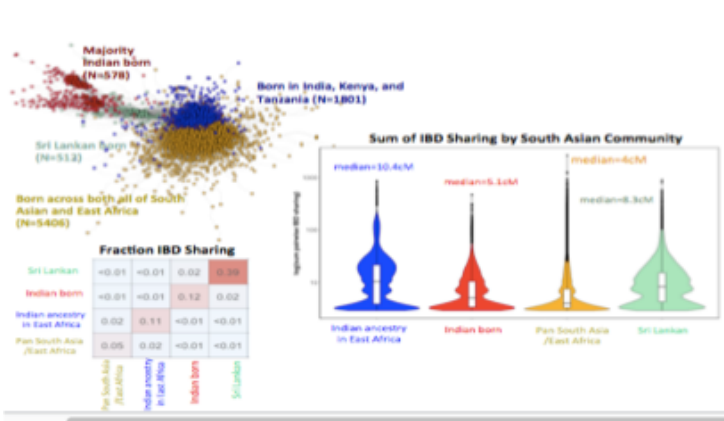 Majority
Indian born
(N=578)
Born in India, Kenya, and
Tanzania (N=1801)
Sri Lankan born
(N=513)
Born across both all of South
Asian and East Africa
(N=5406)
Fraction IBD Sharing
Sri Lankan
<0.01 <0.01 0.02 0.39
Indian born
<0.01 <0.01 0.12 0.02
Indian ancestry
in East Africa
0.02 0.11 <0.01 <0.01
Pan South Asia
/East Africa
0.05 0.02 <0.01 <0.01
Pan South Asia
/East Africa
Indian ancestry
in East Africa
Indian born
Sri Lankan
Sum of IBD Sharing by South Asian Community
median=10.4cM
median=5.1cM
median=4cM
median=8.3cM
Indian ancestry
in East Africa
Indian born
Pan South Asia
/East Africa
Sri Lankan